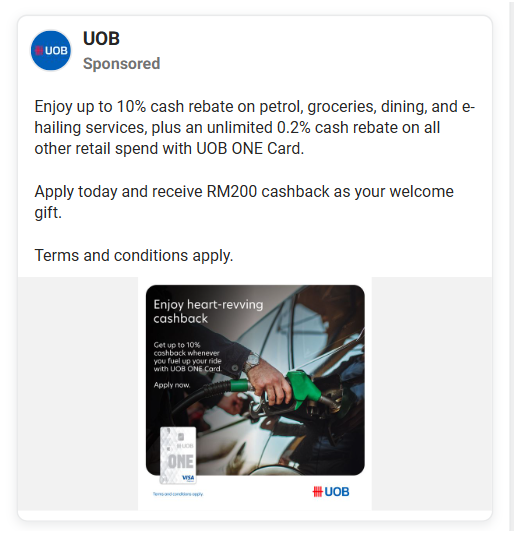 UOB
UOB
Sponsored
Enjoy up to 10% cash rebate on petrol, groceries, dining, and e-
hailing services, plus an unlimited 0.2% cash rebate on all
other retail spend with UOB ONE Card.
Apply today and receive RM200 cashback as your welcome
gift.
Terms and conditions apply.
Enjoy heart-revving
cashback
Get up to 10%
cashback whenever
you fuel up your ride
with UOB ONE Card.
Apply now.
UOB
ONE
VISA
Terms and conditions apply.
UOB